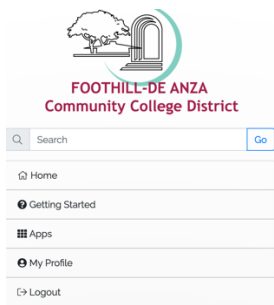 FOOTHILL-DE ANZA
Community College District
Search
Go
Home
Getting Started
Apps
My Profile
Logout